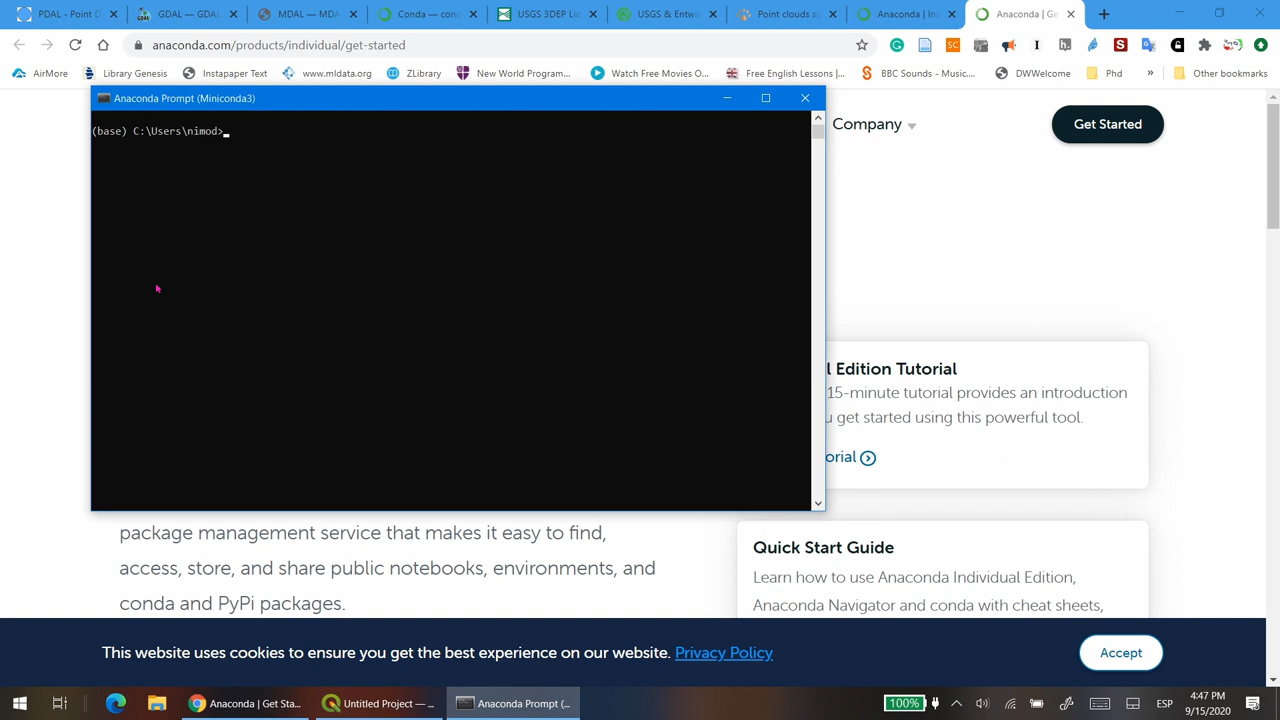 PDAL - Point D
GDAL — GDAL
MDAL — MDA
Conda — con
USGS 3DEP Lid
USGS & Entwi
Point clouds su
Anaconda | Ind
Anaconda | Ge
anaconda.com/products/individual/get-started
AirMore
Library Genesis
Instapaper Text
www.mldata.org
ZLibrary
New World Program...
Watch Free Movies O...
Free English Lessons |...
BBC Sounds - Music....
DWWelcome
Phd
»
Other bookmarks
Anaconda Prompt (Miniconda3)
(base) C:\Users\nimod>_
Company
Get Started
l Edition Tutorial
15-minute tutorial provides an introduction
u get started using this powerful tool.
orial
package management service that makes it easy to find,
access, store, and share public notebooks, environments, and
conda and PyPi packages.
Quick Start Guide
Learn how to use Anaconda Individual Edition,
Anaconda Navigator and conda with cheat sheets,
This website uses cookies to ensure you get the best experience on our website. Privacy Policy
Accept
Anaconda | Get Sta...
Untitled Project — ...
Anaconda Prompt (...
100%
ESP
4:47 PM
9/15/2020